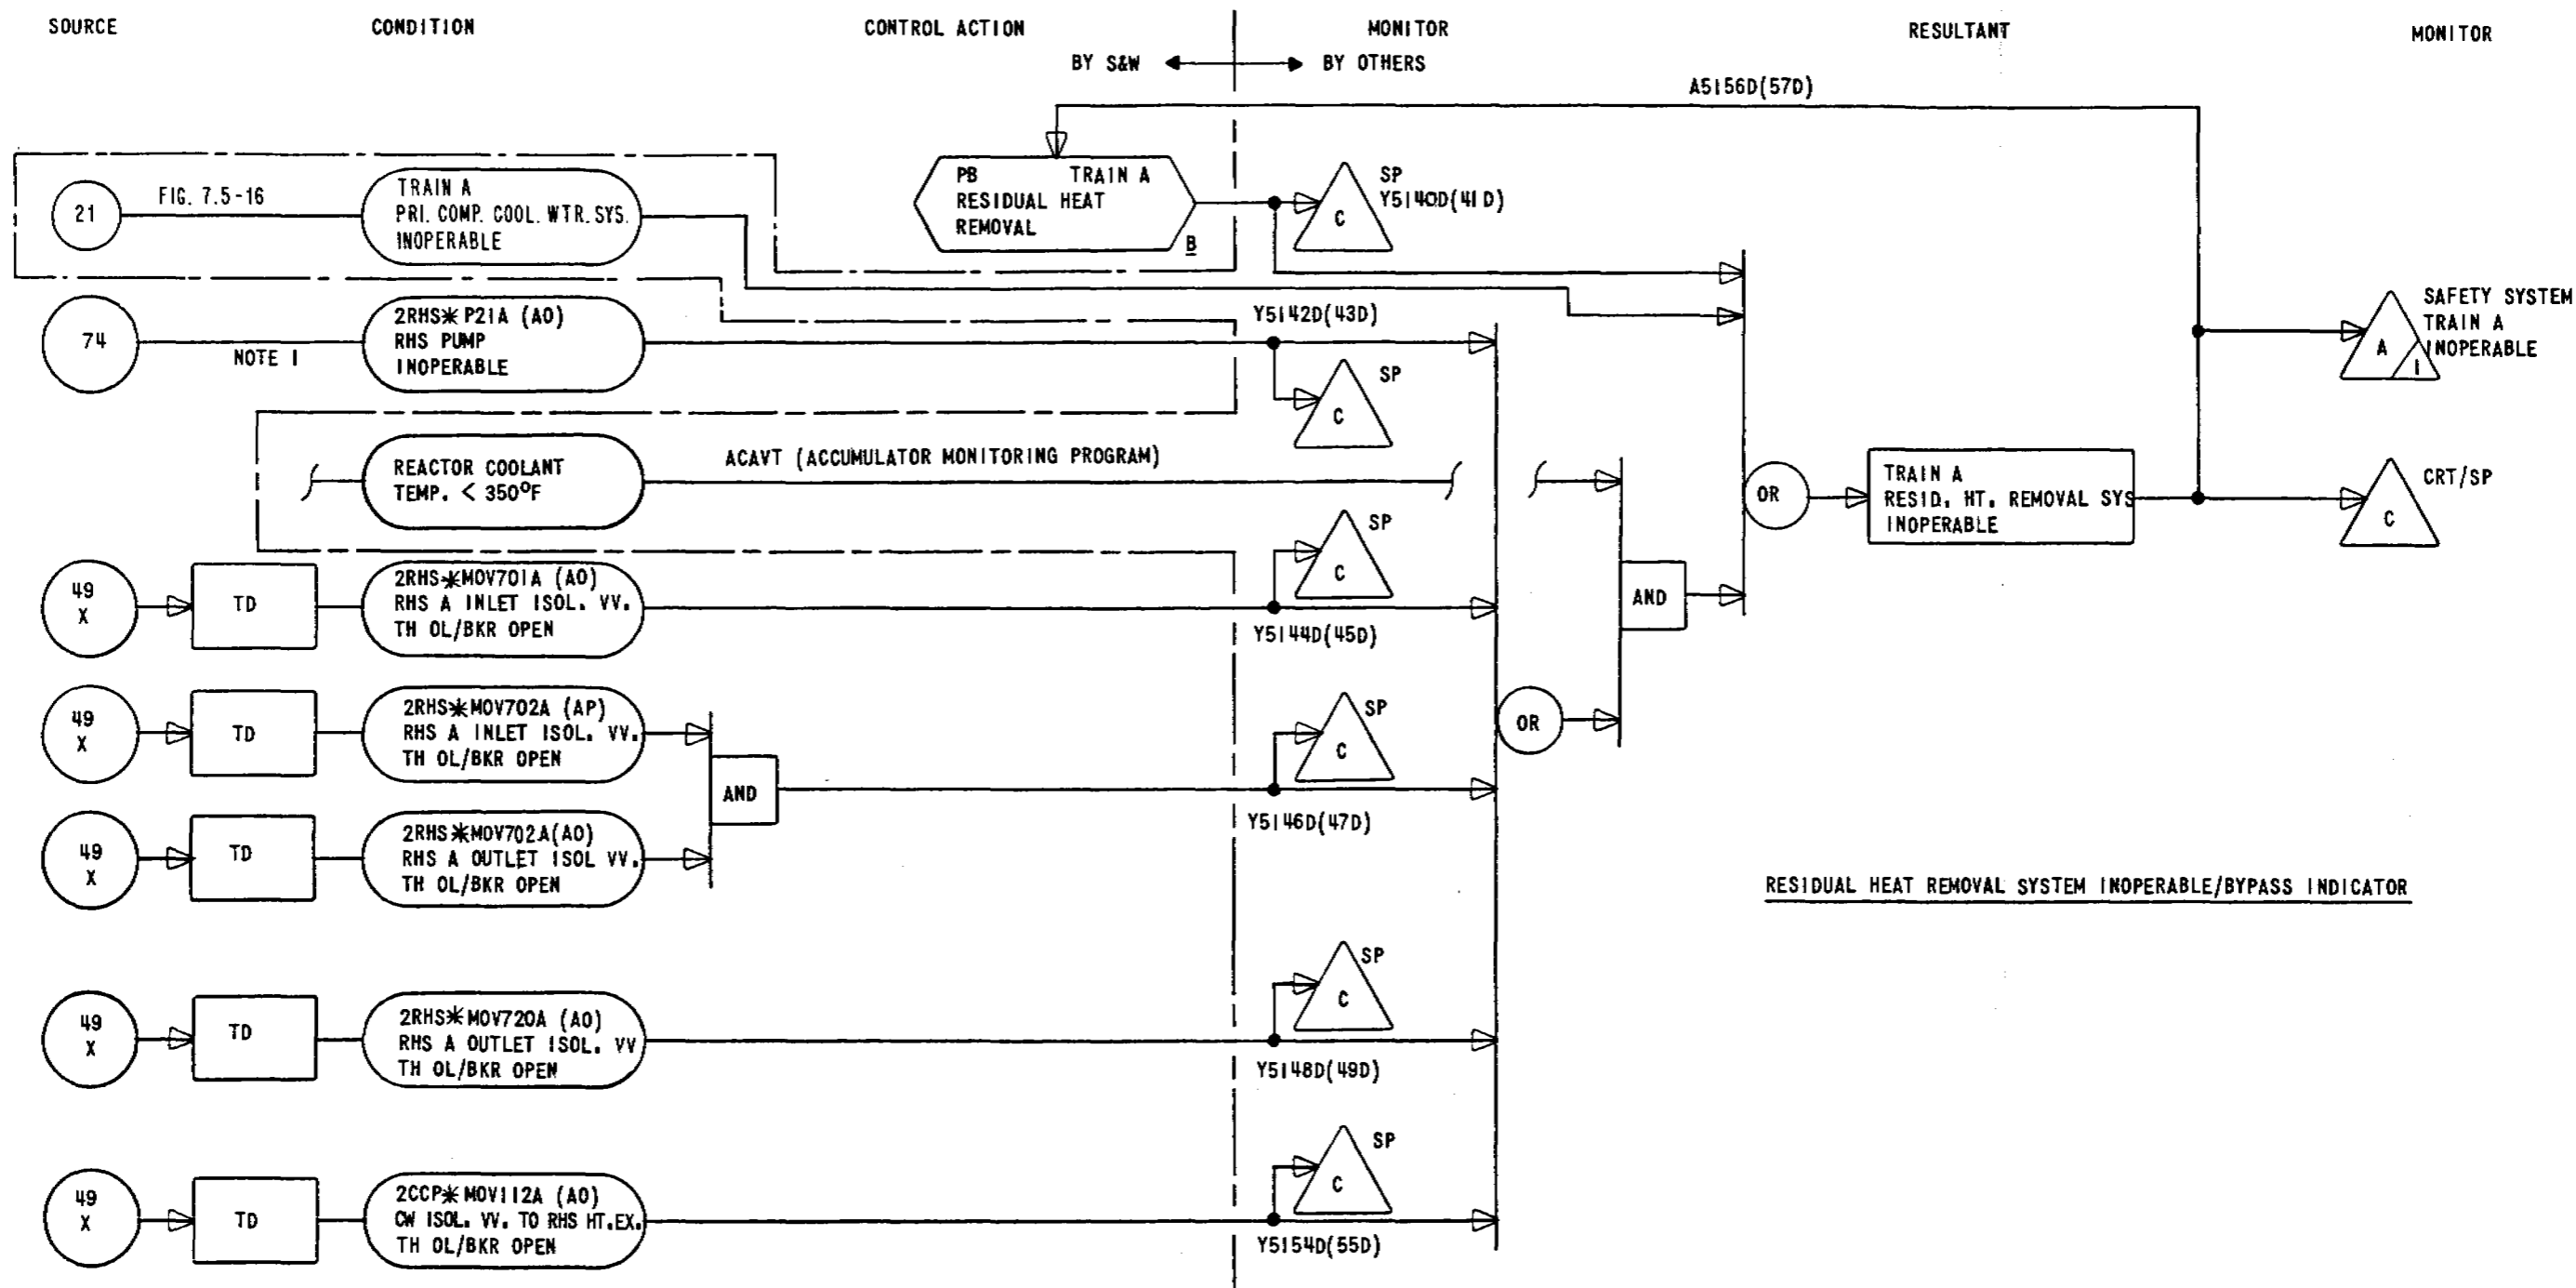 SOURCE
CONDITION
CONTROL ACTION
MONITOR
RESULTANT
MONITOR
BY S&W
BY OTHERS
A5156D(57D)
21
FIG. 7.5-16
TRAIN A
PRI. COMP. COOL. WTR. SYS.
INOPERABLE
PB TRAIN A
RESIDUAL HEAT
REMOVAL
B
C
SP
Y5140D(41D)
74
NOTE 1
2RHS*P21A (AO)
RHS PUMP
INOPERABLE
Y5142D(43D)
C
SP
A
1
SAFETY SYSTEM
TRAIN A
INOPERABLE
REACTOR COOLANT
TEMP. < 350°F
ACAVT (ACCUMULATOR MONITORING PROGRAM)
OR
TRAIN A
RESID. HT. REMOVAL SYS
INOPERABLE
C
CRT/SP
49
X
TD
2RHS*MOV701A (AO)
RHS A INLET ISOL. VV.
TH OL/BKR OPEN
C
SP
Y5144D(45D)
AND
49
X
TD
2RHS*MOV702A (AP)
RHS A INLET ISOL. VV.
TH OL/BKR OPEN
AND
C
SP
Y5146D(47D)
OR
49
X
TD
2RHS*MOV702A(AO)
RHS A OUTLET ISOL VV.
TH OL/BKR OPEN
RESIDUAL HEAT REMOVAL SYSTEM INOPERABLE/BYPASS INDICATOR
49
X
TD
2RHS*MOV720A (AO)
RHS A OUTLET ISOL. VV
TH OL/BKR OPEN
C
SP
Y5148D(49D)
49
X
TD
2CCP*MOV112A (AO)
CW ISOL. VV. TO RHS HT.EX.
TH OL/BKR OPEN
C
SP
Y5154D(55D)